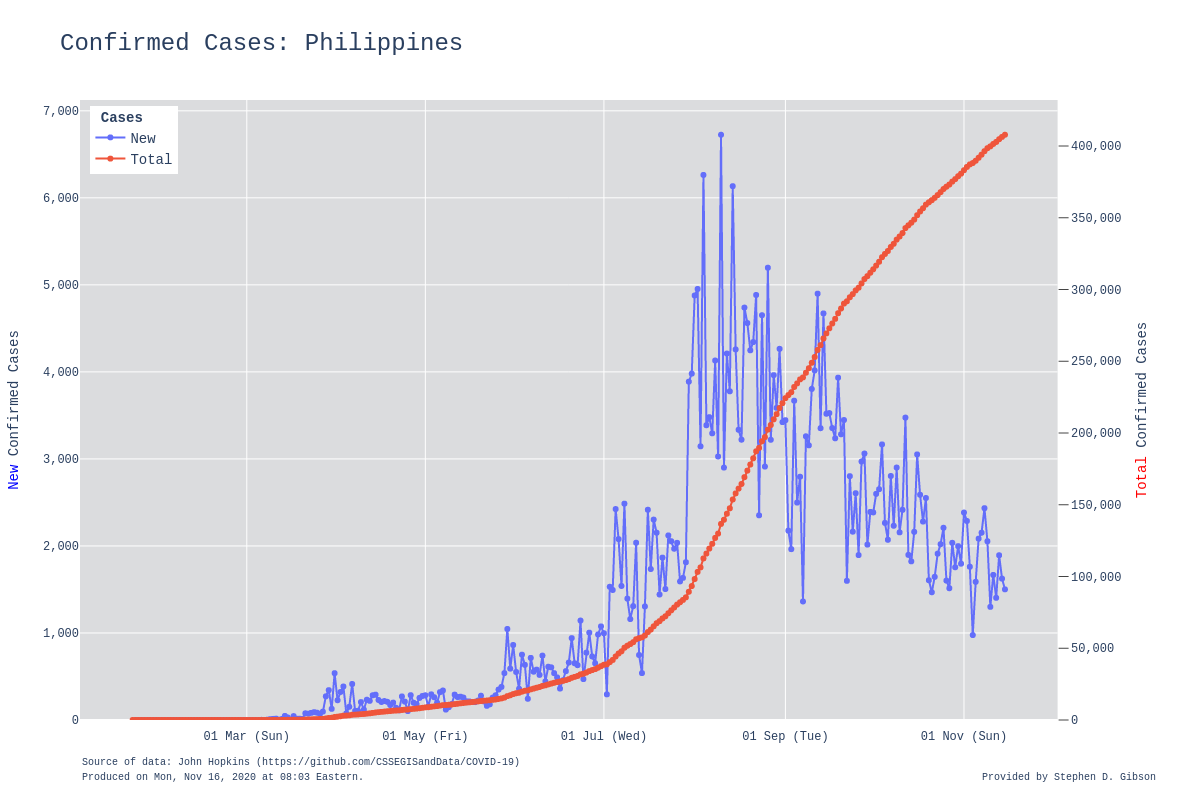 Confirmed Cases: Philippines
Cases
New
Total
7,000
6,000
5,000
4,000
3,000
2,000
1,000
0
New Confirmed Cases
400,000
350,000
300,000
250,000
200,000
150,000
100,000
50,000
0
Total Confirmed Cases
01 Mar (Sun)
01 May (Fri)
01 Jul (Wed)
01 Sep (Tue)
01 Nov (Sun)
Source of data: John Hopkins (https://github.com/CSSEGISandData/COVID-19)
Produced on Mon, Nov 16, 2020 at 08:03 Eastern.
Provided by Stephen D. Gibson